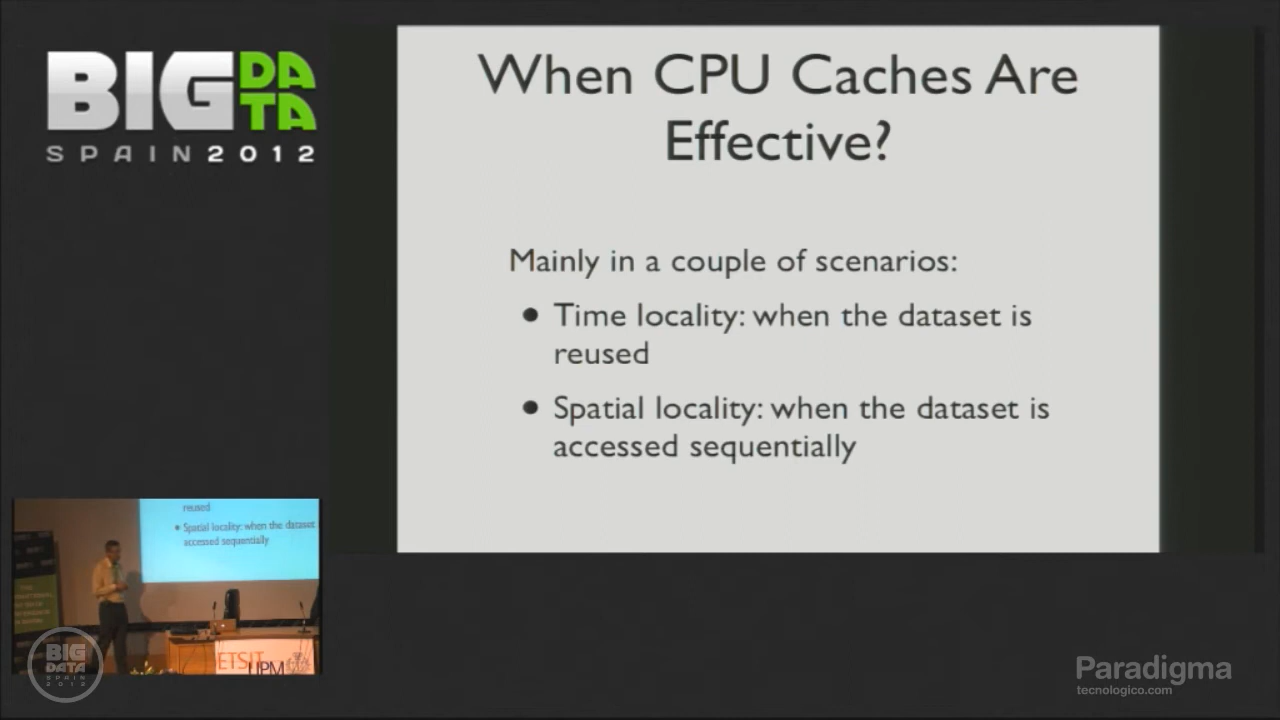 BIG DATA
SPAIN 2012
When CPU Caches Are
Effective?
Mainly in a couple of scenarios:
• Time locality: when the dataset is
reused
• Spatial locality: when the dataset is
accessed sequentially
reused
• Spatial locality: when the dataset
accessed sequentially
ETSIT
UPM
BIG
DATA
SPAIN
2012
Paradigma
tecnologico.com